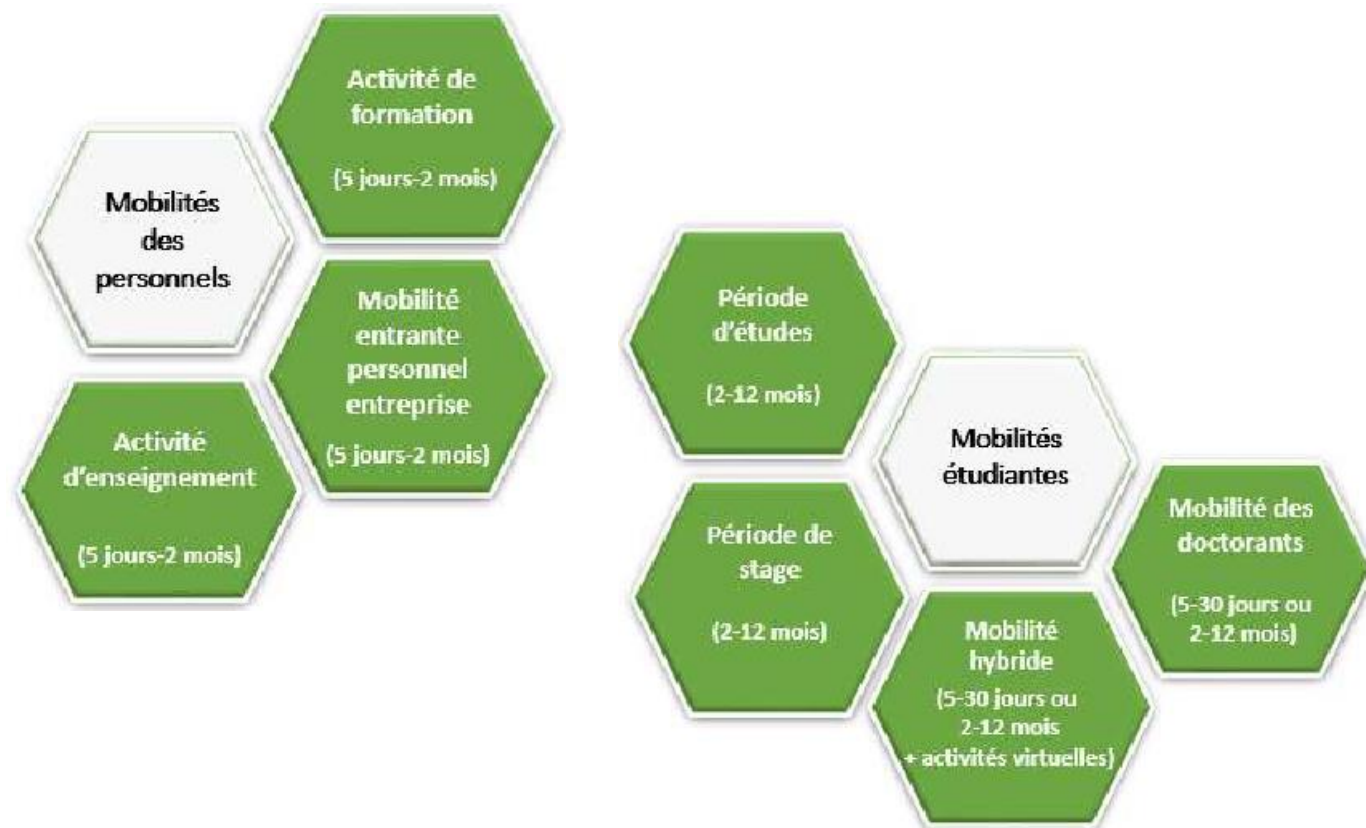 Activité de
formation
(5 jours-2 mois)
Mobilités
des
personnels
Mobilité
entrante
personnel
entreprise
(5 jours-2 mois)
Activité
d'enseignement
(5 jours-2 mois)
Période
d'études
(2-12 mois)
Mobilités
étudiantes
Période de
stage
(2-12 mois)
Mobilité des
doctorants
(5-30 jours ou
2-12 mois)
Mobilité
hybride
(5-30 jours ou
2-12 mois
+ activités virtuelles)